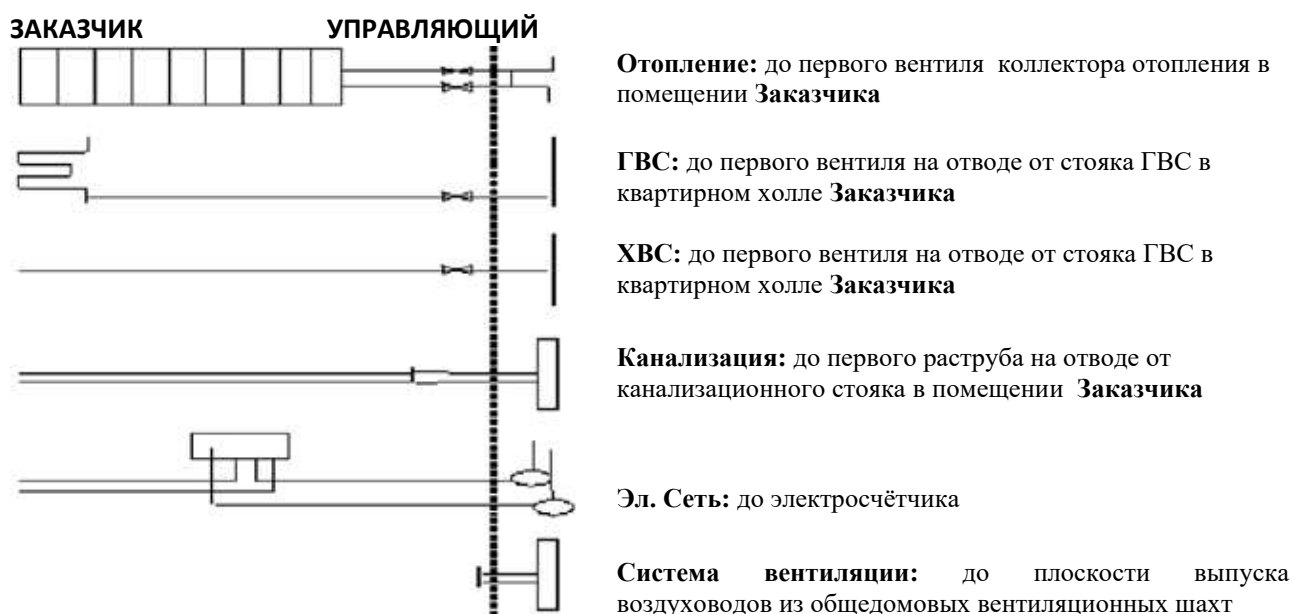 ЗАКАЗЧИК УПРАВЛЯЮЩИЙ
Отопление: до первого вентиля коллектора отопления в
помещении Заказчика
ГВС: до первого вентиля на отводе от стояка ГВС в
квартирном холле Заказчика
ХВС: до первого вентиля на отводе от стояка ГВС в
квартирном холле Заказчика
Канализация: до первого раструба на отводе от
канализационного стояка в помещении Заказчика
Эл. Сеть: до электросчётчика
Система вентиляции: до плоскости выпуска
воздуховодов из общедомовых вентиляционных шахт